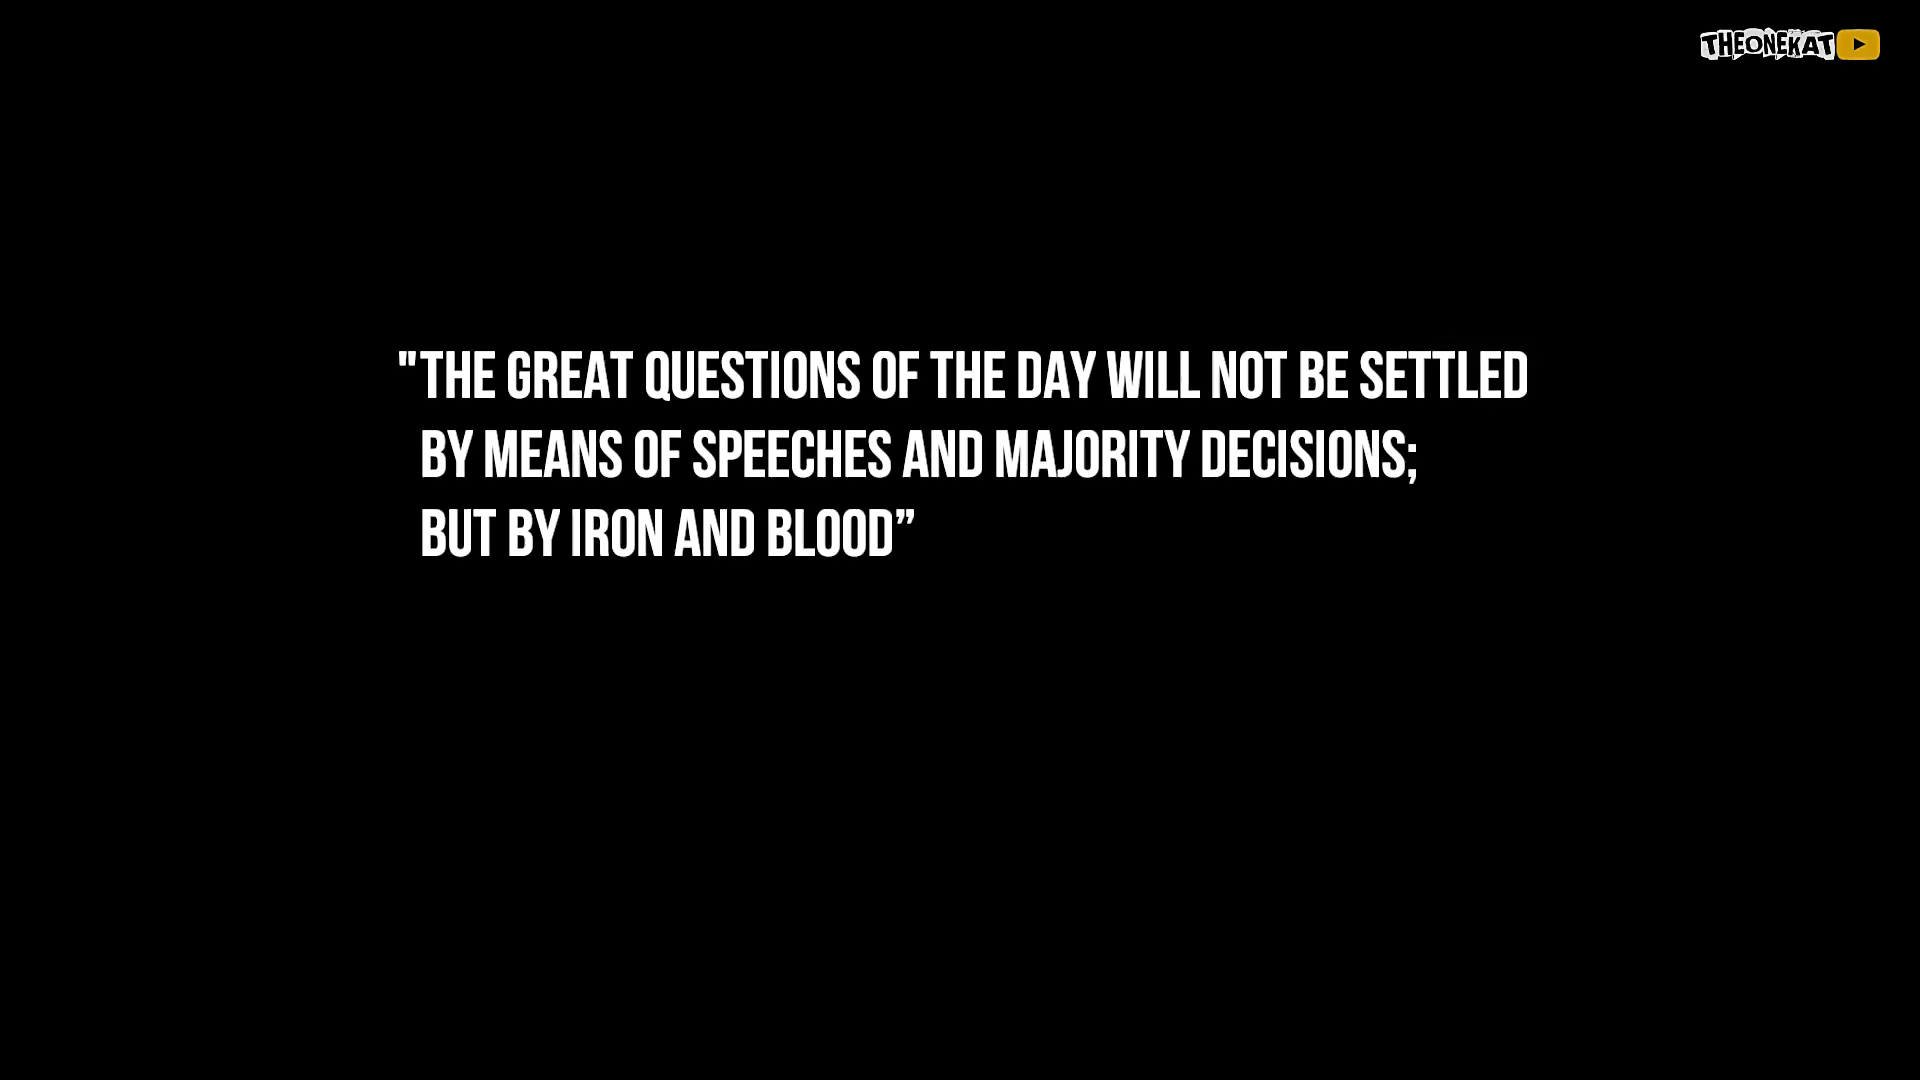 THEONEKAT
"THE GREAT QUESTIONS OF THE DAY WILL NOT BE SETTLED
BY MEANS OF SPEECHES AND MAJORITY DECISIONS;
BUT BY IRON AND BLOOD”